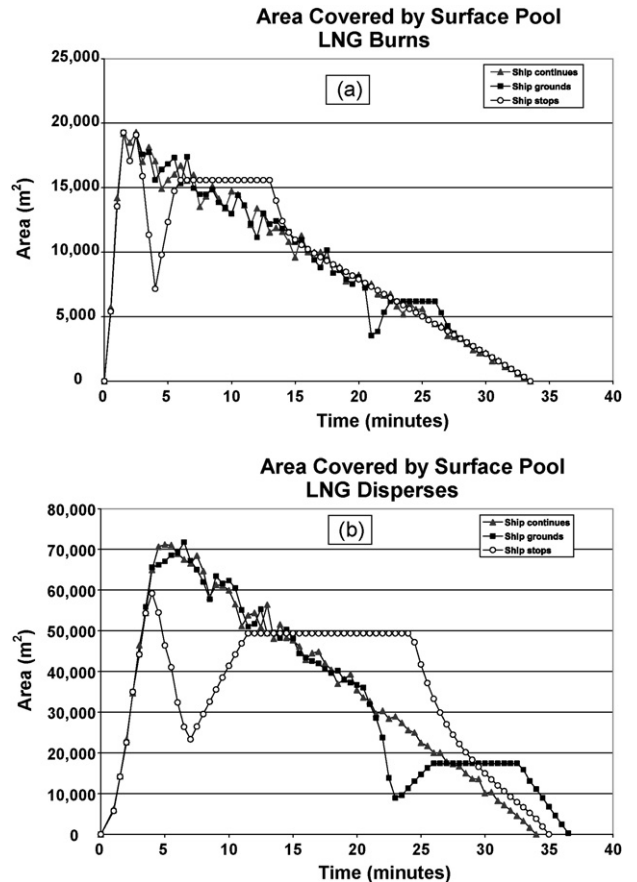 Area Covered by Surface Pool
LNG Burns
(a)
Ship continues
Ship grounds
Ship stops
25,000
20,000
15,000
10,000
5,000
0
Area (m²)
0 5 10 15 20 25 30 35 40
Time (minutes)
Area Covered by Surface Pool
LNG Disperses
(b)
Ship continues
Ship grounds
Ship stops
80,000
70,000
60,000
50,000
40,000
30,000
20,000
10,000
0
Area (m²)
0 5 10 15 20 25 30 35 40
Time (minutes)